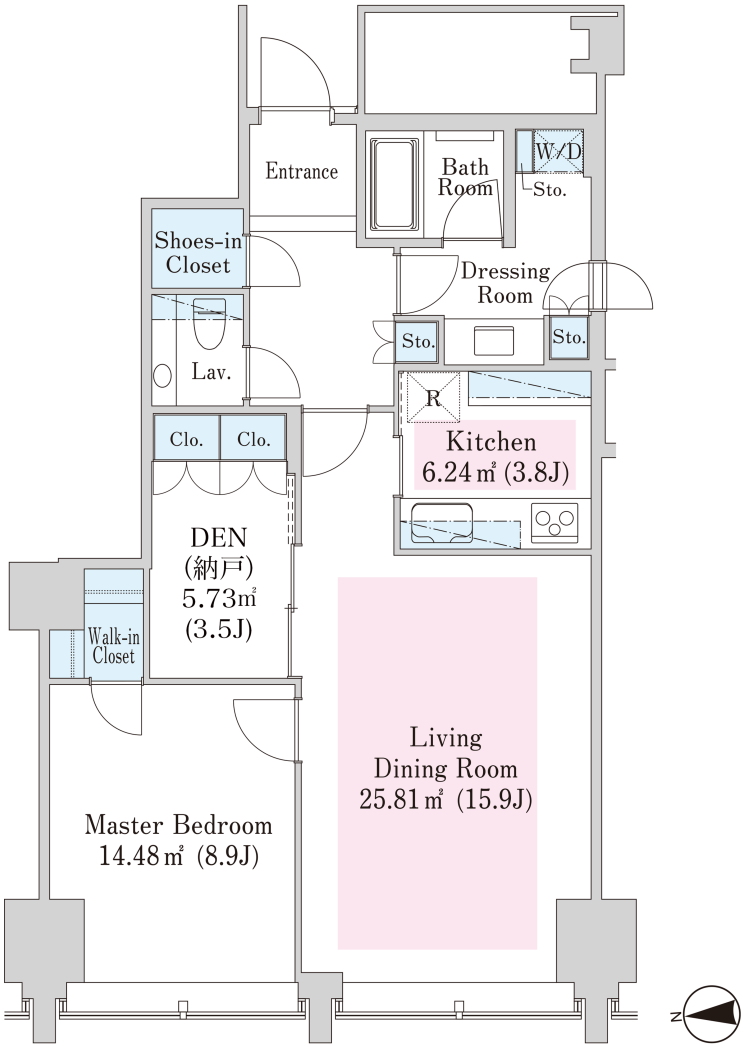 Entrance
Bath
Room
W/D
Sto.
Shoes-in
Closet
Dressing
Room
Sto.
Sto.
Lav.
R
Clo.
Clo.
Kitchen
6.24㎡(3.8J)
DEN
(納戸)
5.73㎡
(3.5J)
Walk-in
Closet
Living
Dining Room
25.81㎡ (15.9J)
Master Bedroom
14.48㎡ (8.9J)
N